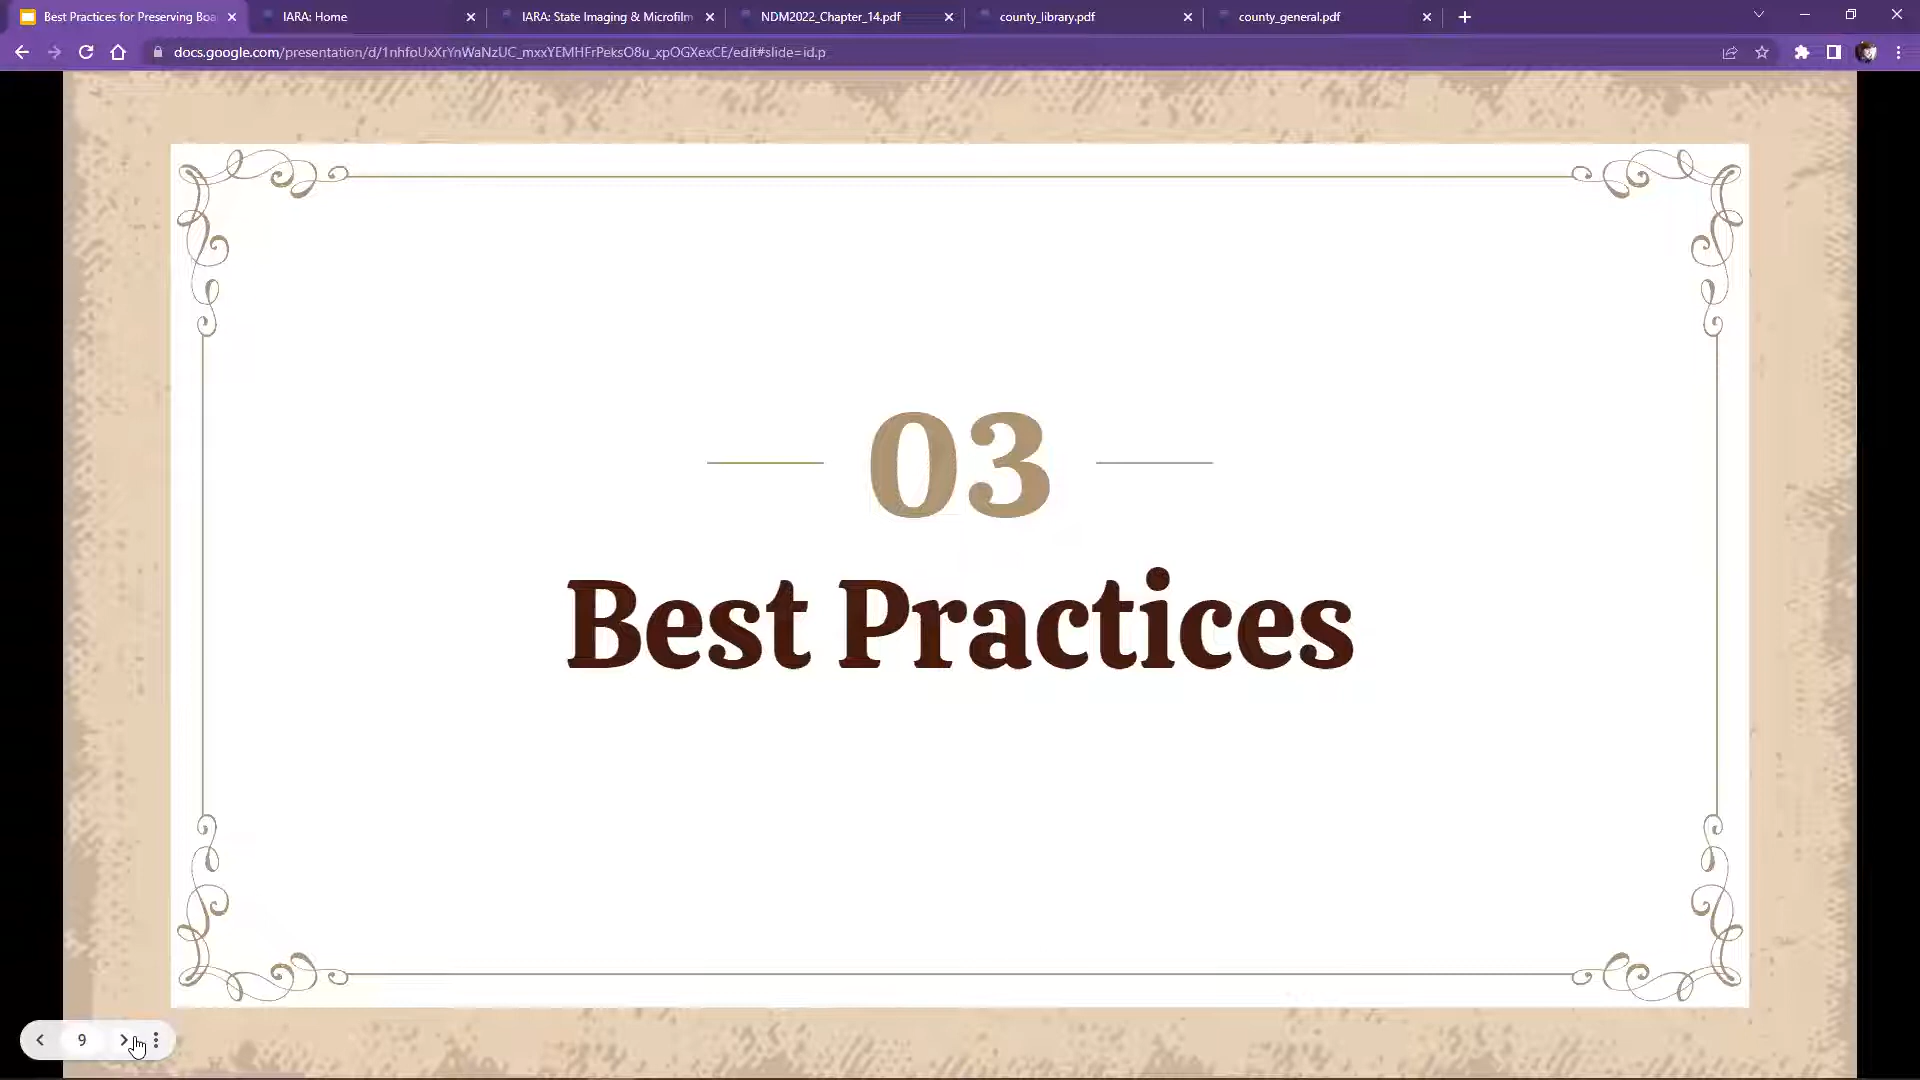 Best Practices for Preserving Boa
IARA: Home
IARA: State Imaging & Microfilm
NDM2022_Chapter_14.pdf
county_library.pdf
county_general.pdf
docs.google.com/presentation/d/1nhfoUxXrYnWaNzUC_mxxYEMHFrPeksO8u_xpOGXexCE/edit#slide=id.p
03
Best Practices
9